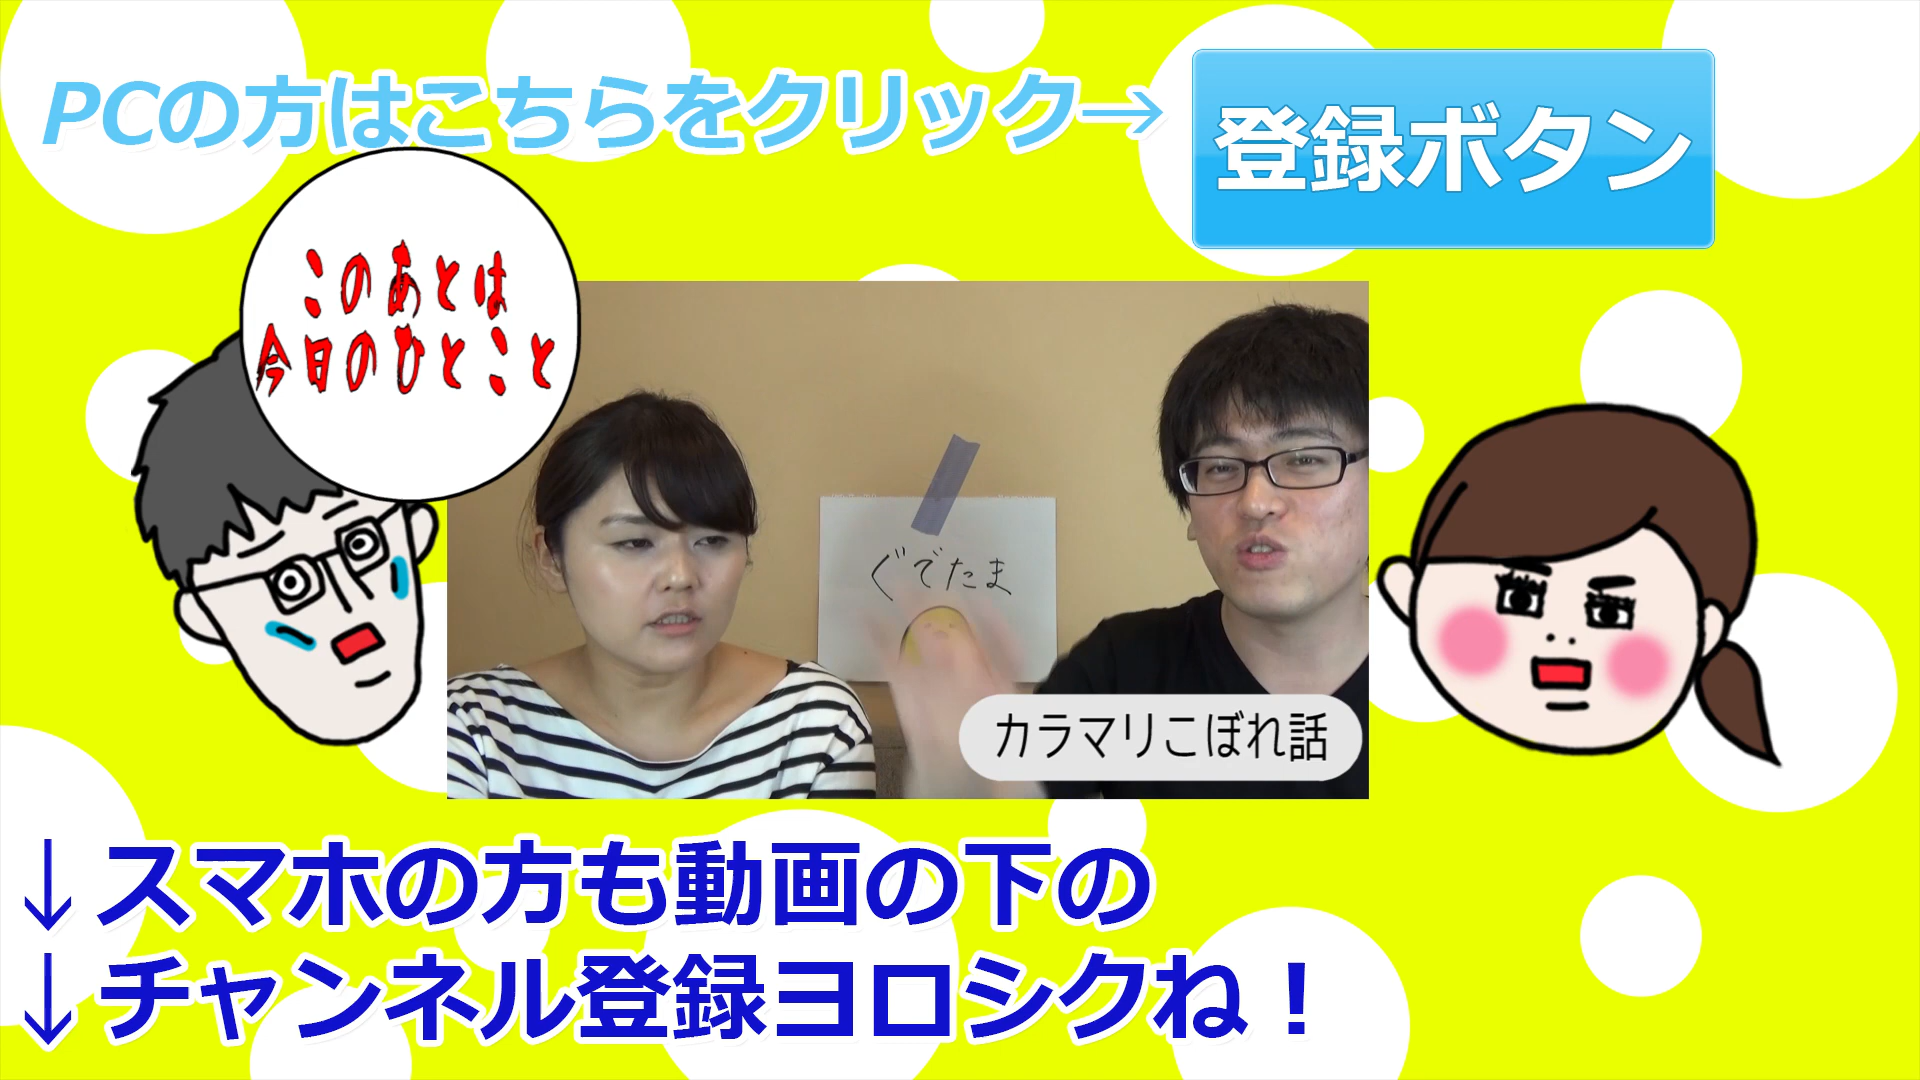 PCの方はこちらをクリック→
登録ボタン
このあとは
今日のひとこと
ぐでたま
カラマリこぼれ話
↓スマホの方も動画の下の
↓チャンネル登録ヨロシクね！